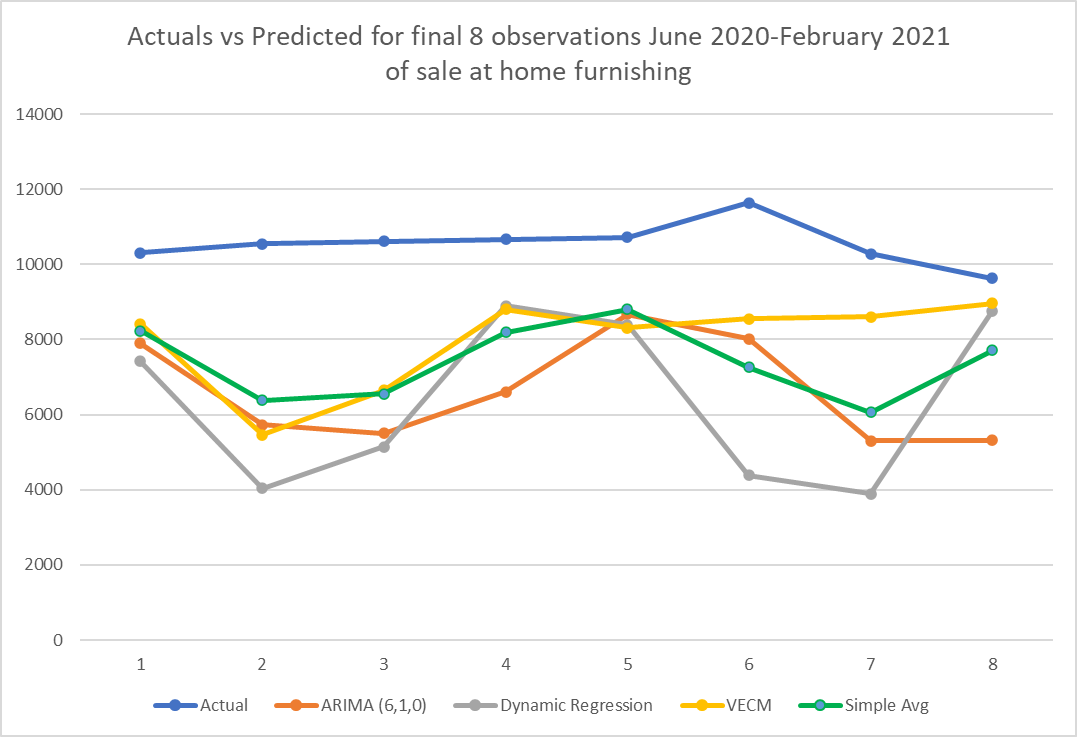 Actuals vs Predicted for final 8 observations June 2020-February 2021
of sale at home furnishing
14000
12000
10000
8000
6000
4000
2000
0
1 2 3 4 5 6 7 8
Actual ARIMA (6,1,0) Dynamic Regression VECM Simple Avg